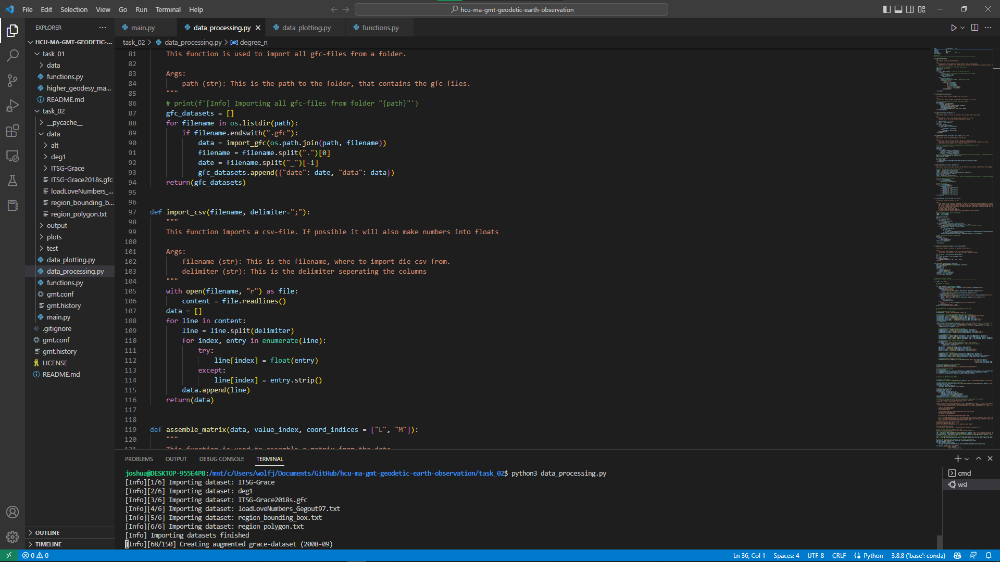 File Edit Selection View Go Run Terminal Help
hcu-ma-gmt-geodetic-earth-observation
EXPLORER
main.py
data_processing.py
data_plotting.py
functions.py
task_02 > data_processing.py > degree_n
HCU-MA-GMT-GEODETIC-...
task_01
data
functions.py
higher_geodesy_ma...
README.md
task_02
__pycache__
data
alt
deg1
ITSG-Grace
ITSG-Grace2018s.gfc
loadLoveNumbers_...
region_bounding_b...
region_polygon.txt
output
plots
test
data_plotting.py
data_processing.py
functions.py
gmt.conf
gmt.history
main.py
.gitignore
gmt.conf
gmt.history
LICENSE
README.md
OUTLINE
TIMELINE
81 This function is used to import all gfc-files from a folder.
82
83 Args:
84 path (str): This is the path to the folder, that contains the gfc-files.
85 """
86 # print(f'[Info] Importing all gfc-files from folder "{path}"')
87 gfc_datasets = []
88 for filename in os.listdir(path):
89 if filename.endswith(".gfc"):
90 data = import_gfc(os.path.join(path, filename))
91 filename = filename.split(".")[0]
92 date = filename.split("_")[-1]
93 gfc_datasets.append({"date": date, "data": data})
94 return(gfc_datasets)
95
96
97 def import_csv(filename, delimiter=";"):
98 """
99 This function imports a csv-file. If possible it will also make numbers into floats
100
101 Args:
102 filename (str): This is the filename, where to import die csv from.
103 delimiter (str): This is the delimiter seperating the columns
104 """
105 with open(filename, "r") as file:
106 content = file.readlines()
107 data = []
108 for line in content:
109 line = line.split(delimiter)
110 for index, entry in enumerate(line):
111 try:
112 line[index] = float(entry)
113 except:
114 line[index] = entry.strip()
115 data.append(line)
116 return(data)
117
118
119 def assemble_matrix(data, value_index, coord_indices = ["L", "M"]):
120 """
121 This function is used to assemble a matrix from the data
PROBLEMS OUTPUT DEBUG CONSOLE TERMINAL
joshua@DESKTOP-955E4PB:/mnt/c/Users/wolfj/Documents/GitHub/hcu-ma-gmt-geodetic-earth-observation/task_02$ python3 data_processing.py
[Info][1/6] Importing dataset: ITSG-Grace
[Info][2/6] Importing dataset: deg1
[Info][3/6] Importing dataset: ITSG-Grace2018s.gfc
[Info][4/6] Importing dataset: loadLoveNumbers_Gegout97.txt
[Info][5/6] Importing dataset: region_bounding_box.txt
[Info][6/6] Importing dataset: region_polygon.txt
[Info] Importing datasets finished
[Info][68/150] Creating augmented grace-dataset (2008-09)
cmd
wsl
0 0
Ln 36, Col 1 Spaces: 4 UTF-8 CRLF Python 3.8.8 ('base': conda)